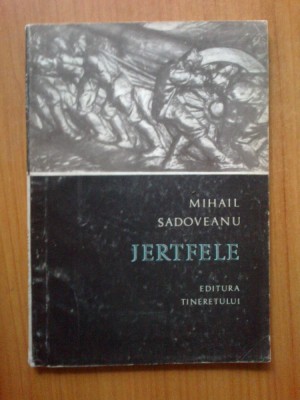 MIHAIL
SADOVEANU
JERTFELE
EDITURA
TINERETULUI